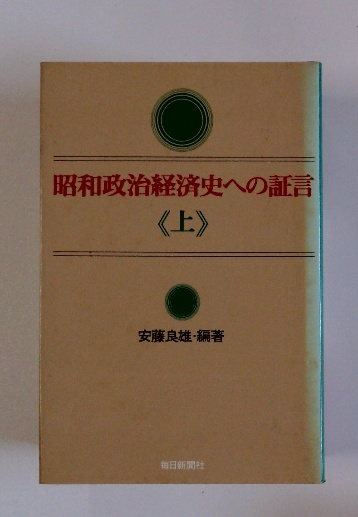 昭和政治経済史への証言
《上》
安藤良雄・編著
毎日新聞社